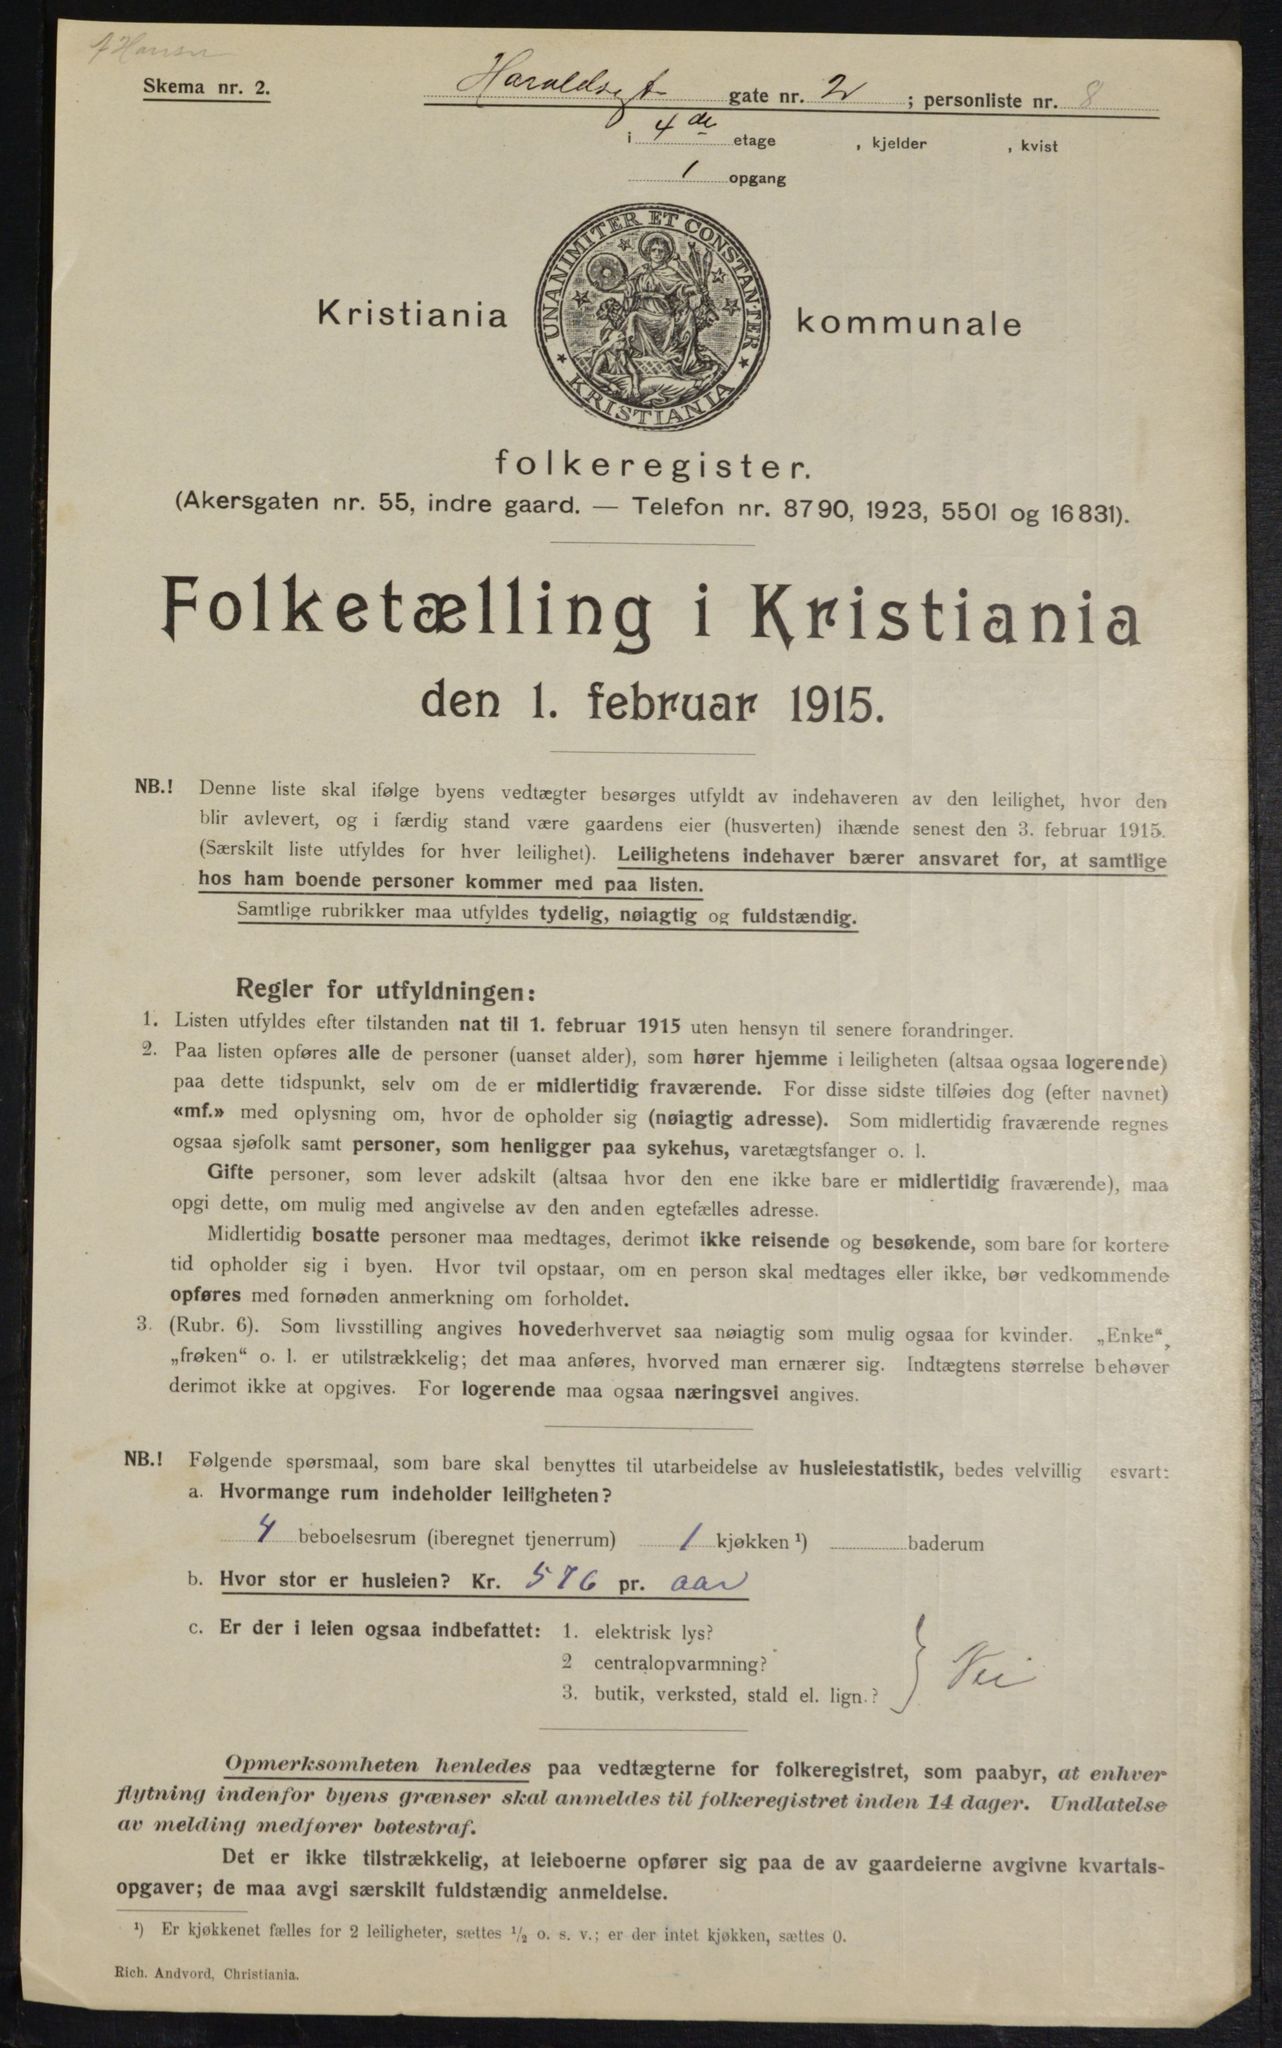 Hansen
Skema nr. 2.
Haraldsgt gate nr. 2 ; personliste nr. 8
i 4de etage , kjelder , kvist
1 opgang
UNANIMITER ET CONSTANTER
KRISTIANIA
Kristiania kommunale
folkeregister.
(Akersgaten nr. 55, indre gaard. — Telefon nr. 8790, 1923, 5501 og 16831).
Folketælling i Kristiania
den 1. februar 1915.
NB.! Denne liste skal ifølge byens vedtægter besørges utfyldt av indehaveren av den leilighet, hvor den
blir avlevert, og i færdig stand være gaardens eier (husverten) ihænde senest den 3. februar 1915.
(Særskilt liste utfyldes for hver leilighet). Leilighetens indehaver bærer ansvaret for, at samtlige
hos ham boende personer kommer med paa listen.
Samtlige rubrikker maa utfyldes tydelig, nøiagtig og fuldstændig.
Regler for utfyldningen:
1. Listen utfyldes efter tilstanden nat til 1. februar 1915 uten hensyn til senere forandringer.
2. Paa listen opføres alle de personer (uanset alder), som hører hjemme i leiligheten (altsaa ogsaa logerende)
paa dette tidspunkt, selv om de er midlertidig fraværende. For disse sidste tilføies dog (efter navnet)
«mf.» med oplysning om, hvor de opholder sig (nøiagtig adresse). Som midlertidig fraværende regnes
ogsaa sjøfolk samt personer, som henligger paa sykehus, varetægtsfanger o. l.
Gifte personer, som lever adskilt (altsaa hvor den ene ikke bare er midlertidig fraværende), maa
opgi dette, om mulig med angivelse av den anden egtefælles adresse.
Midlertidig bosatte personer maa medtages, derimot ikke reisende og besøkende, som bare for kortere
tid opholder sig i byen. Hvor tvil opstaar, om en person skal medtages eller ikke, bør vedkommende
opføres med fornøden anmerkning om forholdet.
3. (Rubr. 6). Som livsstilling angives hovederhvervet saa nøiagtig som mulig ogsaa for kvinder. „Enke“,
„frøken“ o. l. er utilstrækkelig; det maa anføres, hvorved man ernærer sig. Indtægtens størrelse behøver
derimot ikke at opgives. For logerende maa ogsaa næringsvei angives.
NB.! Følgende spørsmaal, som bare skal benyttes til utarbeidelse av husleiestatistik, bedes velvillig esvart:
a. Hvormange rum indeholder leiligheten?
4 beboelsesrum (iberegnet tjenerrum) 1 kjøkken ¹) baderum
b. Hvor stor er husleien? Kr. 576 pr. aar
c. Er der i leien ogsaa indbefattet: 1. elektrisk lys?
2 centralopvarmning?
3. butik, verksted, stald el. lign.?
Nei
Opmerksomheten henledes paa vedtægterne for folkeregistret, som paabyr, at enhver
flytning indenfor byens grænser skal anmeldes til folkeregistret inden 14 dager. Undlatelse
av melding medfører bøtestraf.
Det er ikke tilstrækkelig, at leieboerne opfører sig paa de av gaardeierne avgivne kvartals-
opgaver; de maa avgi særskilt fuldstændig anmeldelse.
¹) Er kjøkkenet fælles for 2 leiligheter, sættes ½ o. s. v.; er der intet kjøkken, sættes 0.
Rich. Andvord, Christiania.